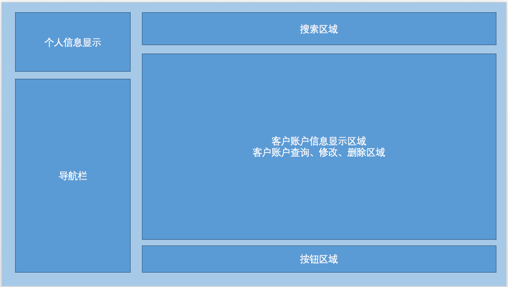 个人信息显示
导航栏
搜素区域
客户账户信息显示区域
客户账户查询、修改、删除区域
按钮区域